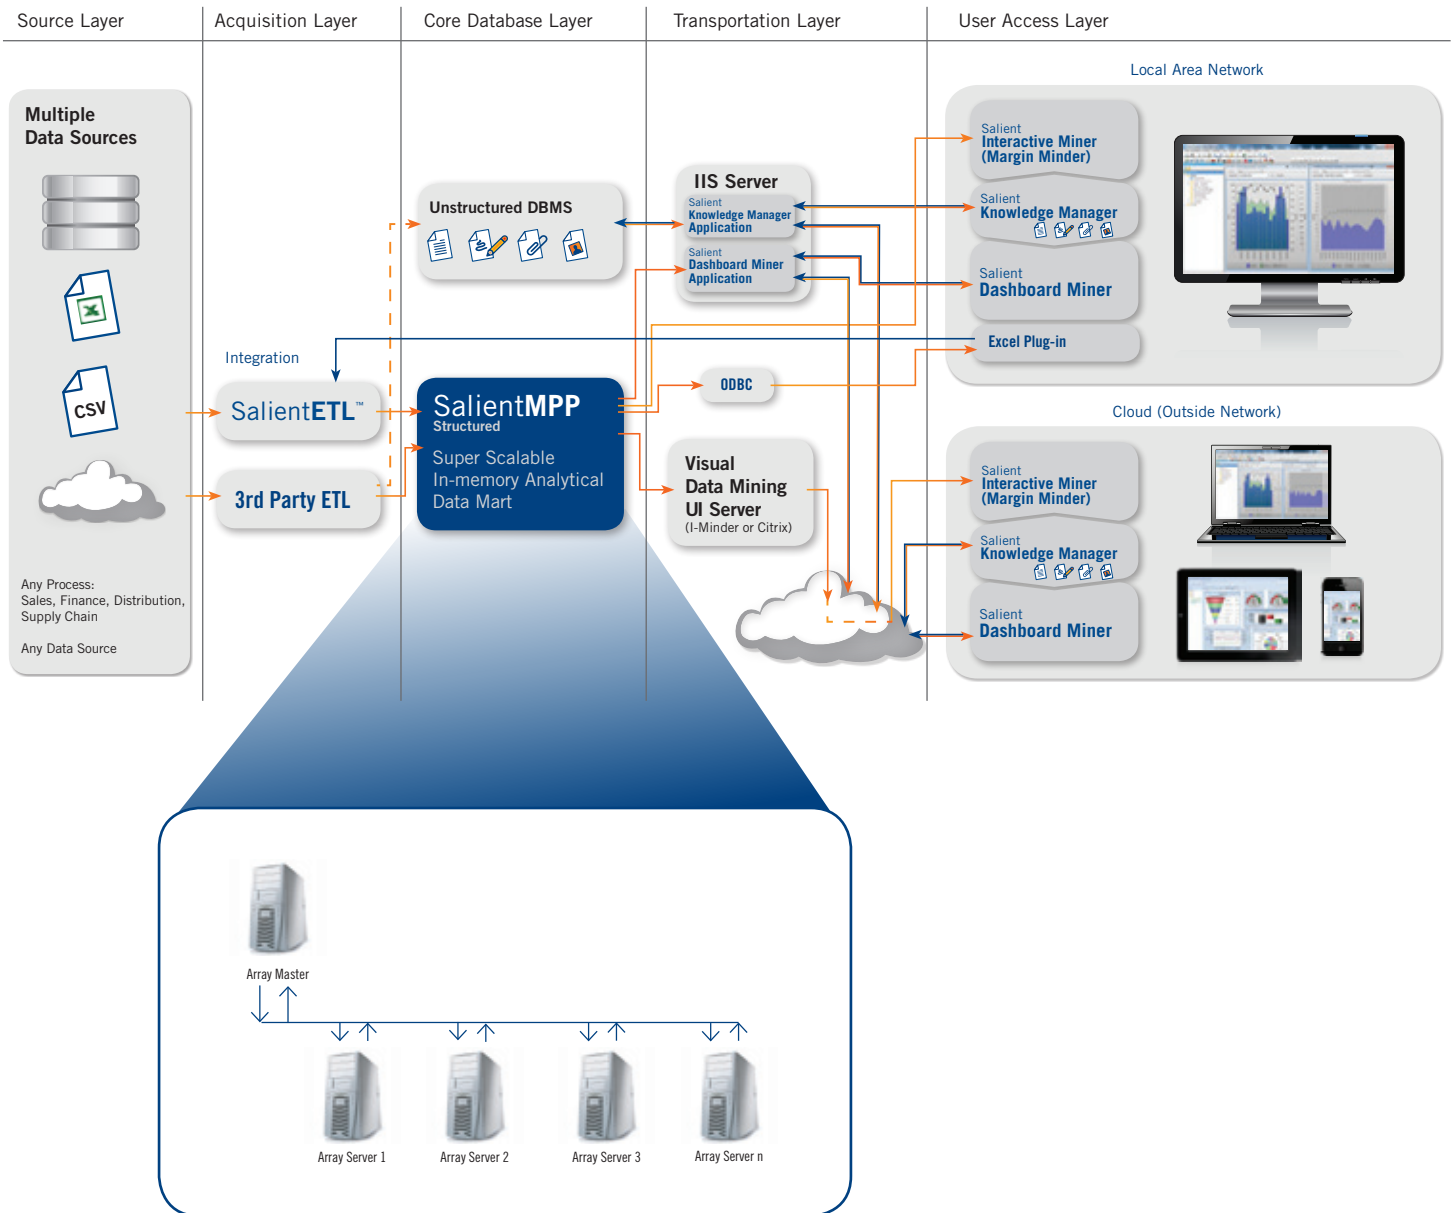 Source Layer
Acquisition Layer
Core Database Layer
Transportation Layer
User Access Layer
Multiple
Data Sources
CSV
Any Process:
Sales, Finance, Distribution,
Supply Chain
Any Data Source
Integration
SalientETL™
3rd Party ETL
Unstructured DBMS
SalientMPP
Structured
Super Scalable
In-memory Analytical
Data Mart
IIS Server
Salient
Knowledge Manager
Application
Salient
Dashboard Miner
Application
ODBC
Visual
Data Mining
UI Server
(I-Minder or Citrix)
Local Area Network
Salient
Interactive Miner
(Margin Minder)
Salient
Knowledge Manager
Salient
Dashboard Miner
Excel Plug-in
Cloud (Outside Network)
Salient
Interactive Miner
(Margin Minder)
Salient
Knowledge Manager
Salient
Dashboard Miner
Array Master
Array Server 1
Array Server 2
Array Server 3
Array Server n